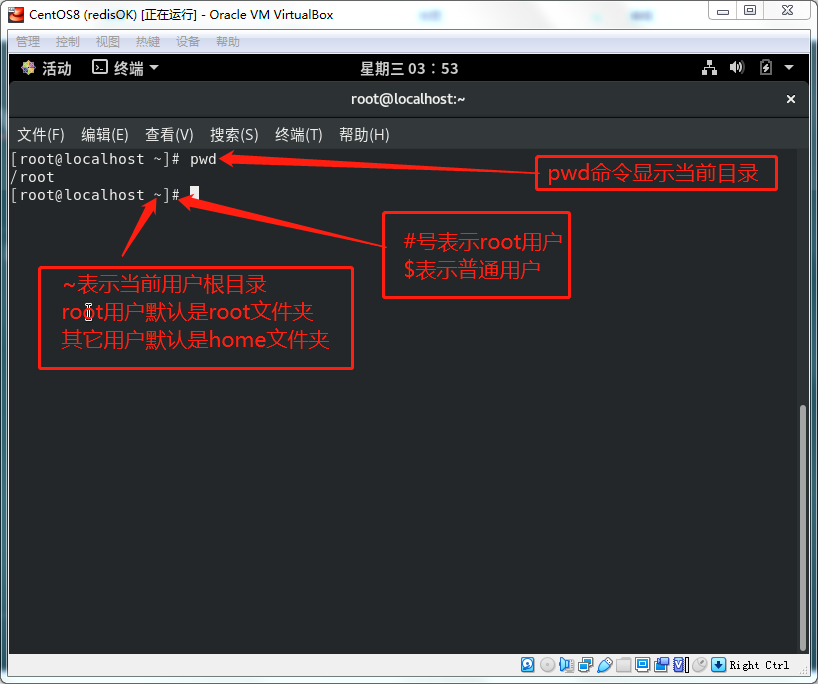 CentOS8 (redisOK) [正在运行] - Oracle VM VirtualBox
管理 控制 视图 热键 设备 帮助
活动 终端 星期三 03：53
root@localhost:~
文件(F) 编辑(E) 查看(V) 搜索(S) 终端(T) 帮助(H)
[root@localhost ~]# pwd
/root
[root@localhost ~]#
pwd命令显示当前目录
#号表示root用户
$表示普通用户
~表示当前用户根目录
root用户默认是root文件夹
其它用户默认是home文件夹
Right Ctrl